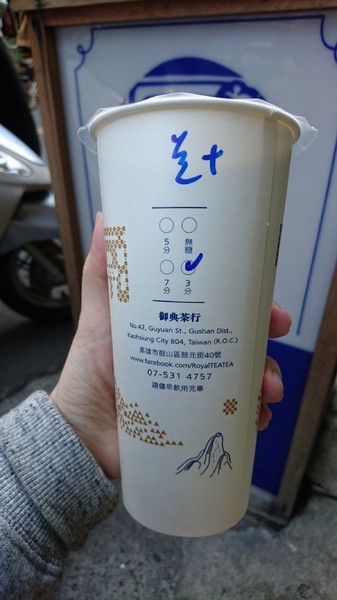 5分 無糖
7分 3分
御典茶行
No.42, Guyuan St., Gushan Dist.,
Kaohsiung City 804, Taiwan (R.O.C.)
高雄市鼓山區鼓元街40號
www.facebook.com/RoyalTEATEA
07-531 4757
請儘早飲用完畢